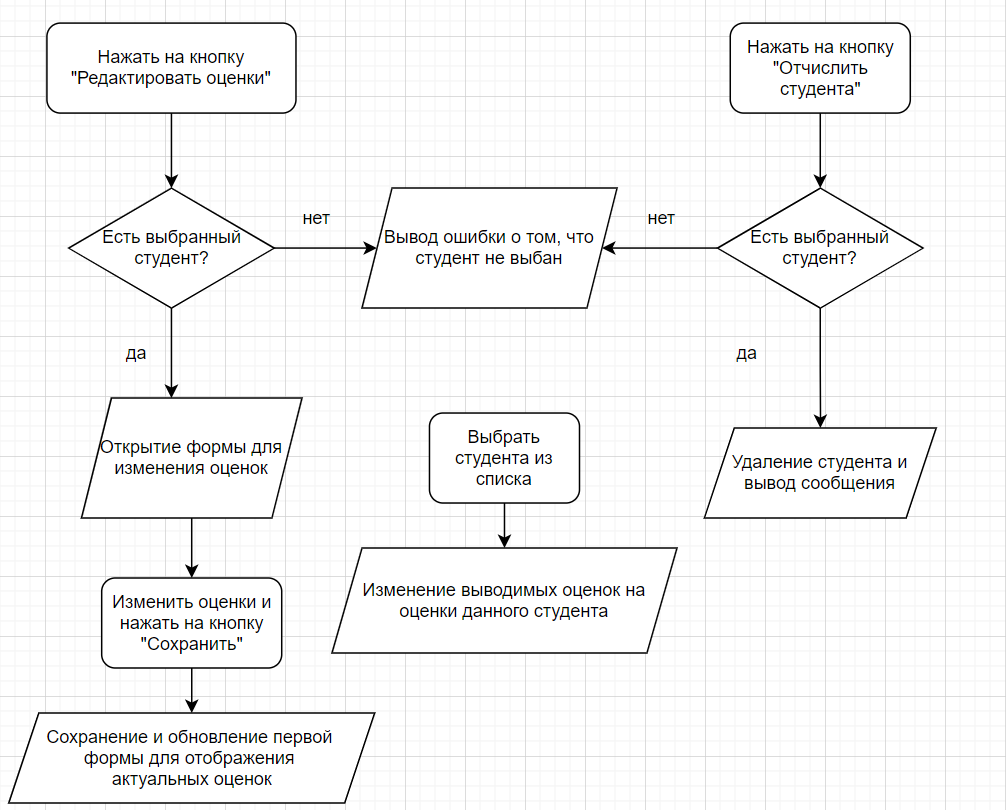 Нажать на кнопку
"Редактировать оценки"
Нажать на кнопку
"Отчислить
студента"
Есть выбранный
студент?
нет
Вывод ошибки о том, что
студент не выбан
нет
Есть выбранный
студент?
да
да
Открытие формы для
изменения оценок
Выбрать
студента из
списка
Удаление студента и
вывод сообщения
Изменить оценки и
нажать на кнопку
"Сохранить"
Изменение выводимых оценок на
оценки данного студента
Сохранение и обновление первой
формы для отображения
актуальных оценок